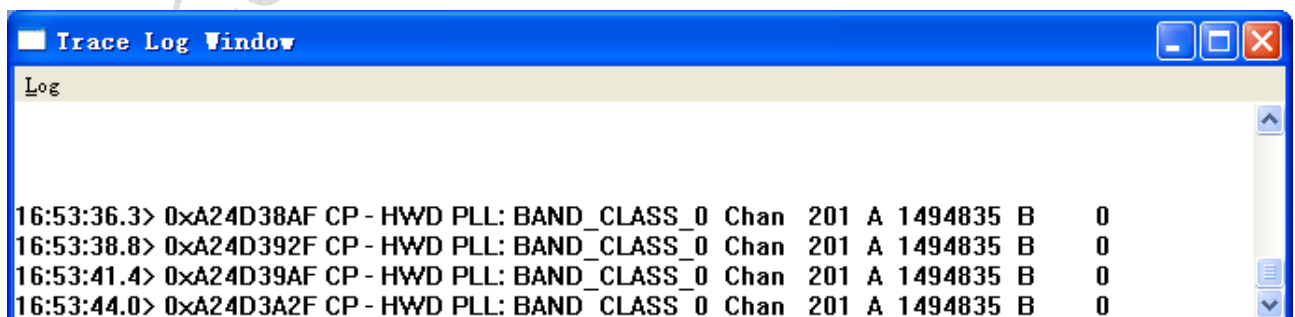 Trace Log Window
Log
16:53:36.3> 0xA24D38AF CP - HWD PLL: BAND_CLASS_0 Chan 201 A 1494835 B 0
16:53:38.8> 0xA24D392F CP - HWD PLL: BAND_CLASS_0 Chan 201 A 1494835 B 0
16:53:41.4> 0xA24D39AF CP - HWD PLL: BAND_CLASS_0 Chan 201 A 1494835 B 0
16:53:44.0> 0xA24D3A2F CP - HWD PLL: BAND_CLASS_0 Chan 201 A 1494835 B 0